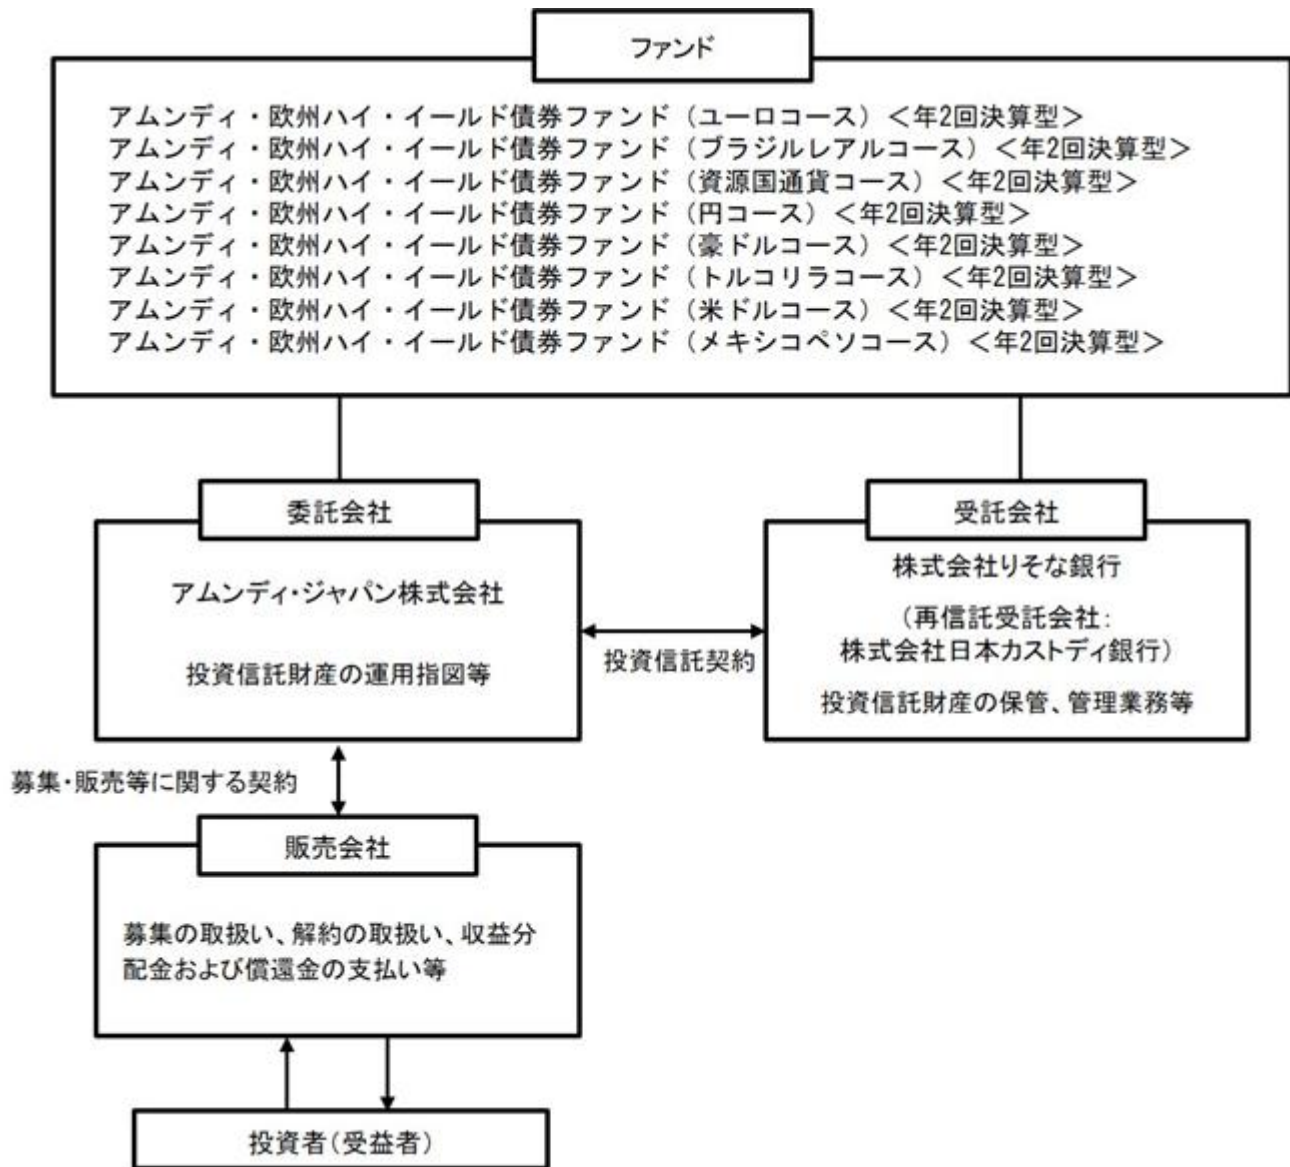 ファンド
アムンディ・欧州ハイ・イールド債券ファンド（ユーロコース）＜年2回決算型＞
アムンディ・欧州ハイ・イールド債券ファンド（ブラジルレアルコース）＜年2回決算型＞
アムンディ・欧州ハイ・イールド債券ファンド（資源国通貨コース）＜年2回決算型＞
アムンディ・欧州ハイ・イールド債券ファンド（円コース）＜年2回決算型＞
アムンディ・欧州ハイ・イールド債券ファンド（豪ドルコース）＜年2回決算型＞
アムンディ・欧州ハイ・イールド債券ファンド（トルコリラコース）＜年2回決算型＞
アムンディ・欧州ハイ・イールド債券ファンド（米ドルコース）＜年2回決算型＞
アムンディ・欧州ハイ・イールド債券ファンド（メキシコペソコース）＜年2回決算型＞
委託会社
アムンディ・ジャパン株式会社
投資信託財産の運用指図等
投資信託契約
受託会社
株式会社りそな銀行
（再信託受託会社：
株式会社日本カストディ銀行）
投資信託財産の保管、管理業務等
募集・販売等に関する契約
販売会社
募集の取扱い、解約の取扱い、収益分
配金および償還金の支払い等
投資者（受益者）